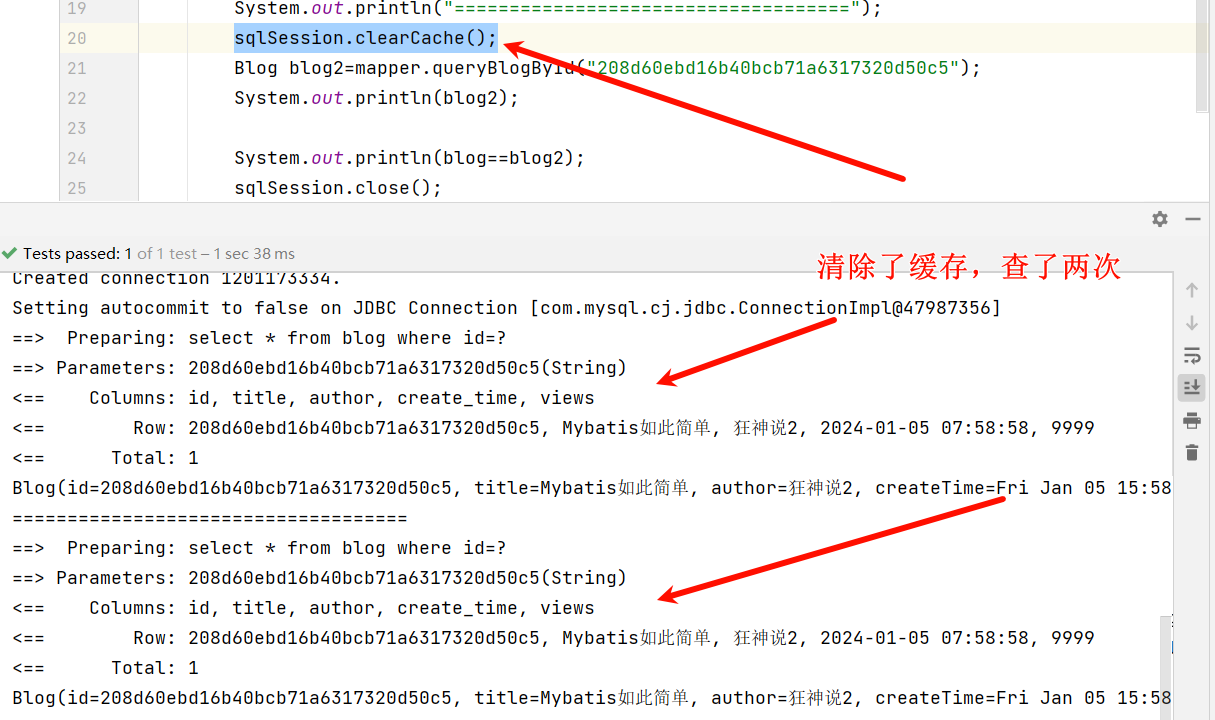 19 System.out.println("====================================");
20 sqlSession.clearCache();
21 Blog blog2=mapper.queryBlogById("208d60ebd16b40bcb71a6317320d50c5");
22 System.out.println(blog2);
23
24 System.out.println(blog==blog2);
25 sqlSession.close();
Tests passed: 1 of 1 test – 1 sec 38 ms
清除了缓存，查了两次
Created connection 1201173334.
Setting autocommit to false on JDBC Connection [com.mysql.cj.jdbc.ConnectionImpl@47987356]
==>  Preparing: select * from blog where id=?
==> Parameters: 208d60ebd16b40bcb71a6317320d50c5(String)
<==    Columns: id, title, author, create_time, views
<==        Row: 208d60ebd16b40bcb71a6317320d50c5, Mybatis如此简单, 狂神说2, 2024-01-05 07:58:58, 9999
<==      Total: 1
Blog(id=208d60ebd16b40bcb71a6317320d50c5, title=Mybatis如此简单, author=狂神说2, createTime=Fri Jan 05 15:58
====================================
==>  Preparing: select * from blog where id=?
==> Parameters: 208d60ebd16b40bcb71a6317320d50c5(String)
<==    Columns: id, title, author, create_time, views
<==        Row: 208d60ebd16b40bcb71a6317320d50c5, Mybatis如此简单, 狂神说2, 2024-01-05 07:58:58, 9999
<==      Total: 1
Blog(id=208d60ebd16b40bcb71a6317320d50c5, title=Mybatis如此简单, author=狂神说2, createTime=Fri Jan 05 15:58